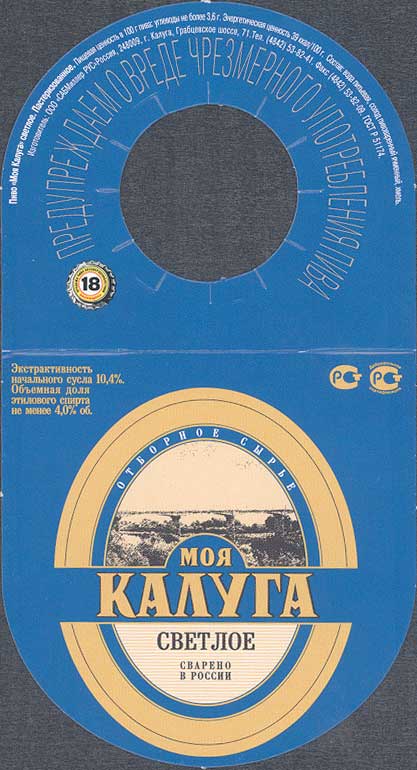 Пиво «Моя Калуга» светлое. Пастеризованное. Пищевая ценность в 100 г пива: углеводы не более 3,6 г. Энергетическая ценность 39 ккал/100 г. Состав: вода питьевая, солод пивоваренный ячменный, хмель.
Изготовитель: ООО «САБМиллер РУС»Россия, 248009, г. Калуга, Грабцевское шоссе, 71.Тел. (4842) 53-82-41, Факс (4842) 53-82-09. ГОСТ Р 51174.
ПРЕДУПРЕЖДАЕМ О ВРЕДЕ ЧРЕЗМЕРНОГО УПОТРЕБЛЕНИЯ ПИВА
18
Экстрактивность
начального сусла 10,4%.
Объемная доля
этилового спирта
не менее 4,0% об.
РСТ
РСТ
ОТБОРНОЕ СЫРЬЕ
МОЯ
КАЛУГА
СВЕТЛОЕ
СВАРЕНО
В РОССИИ